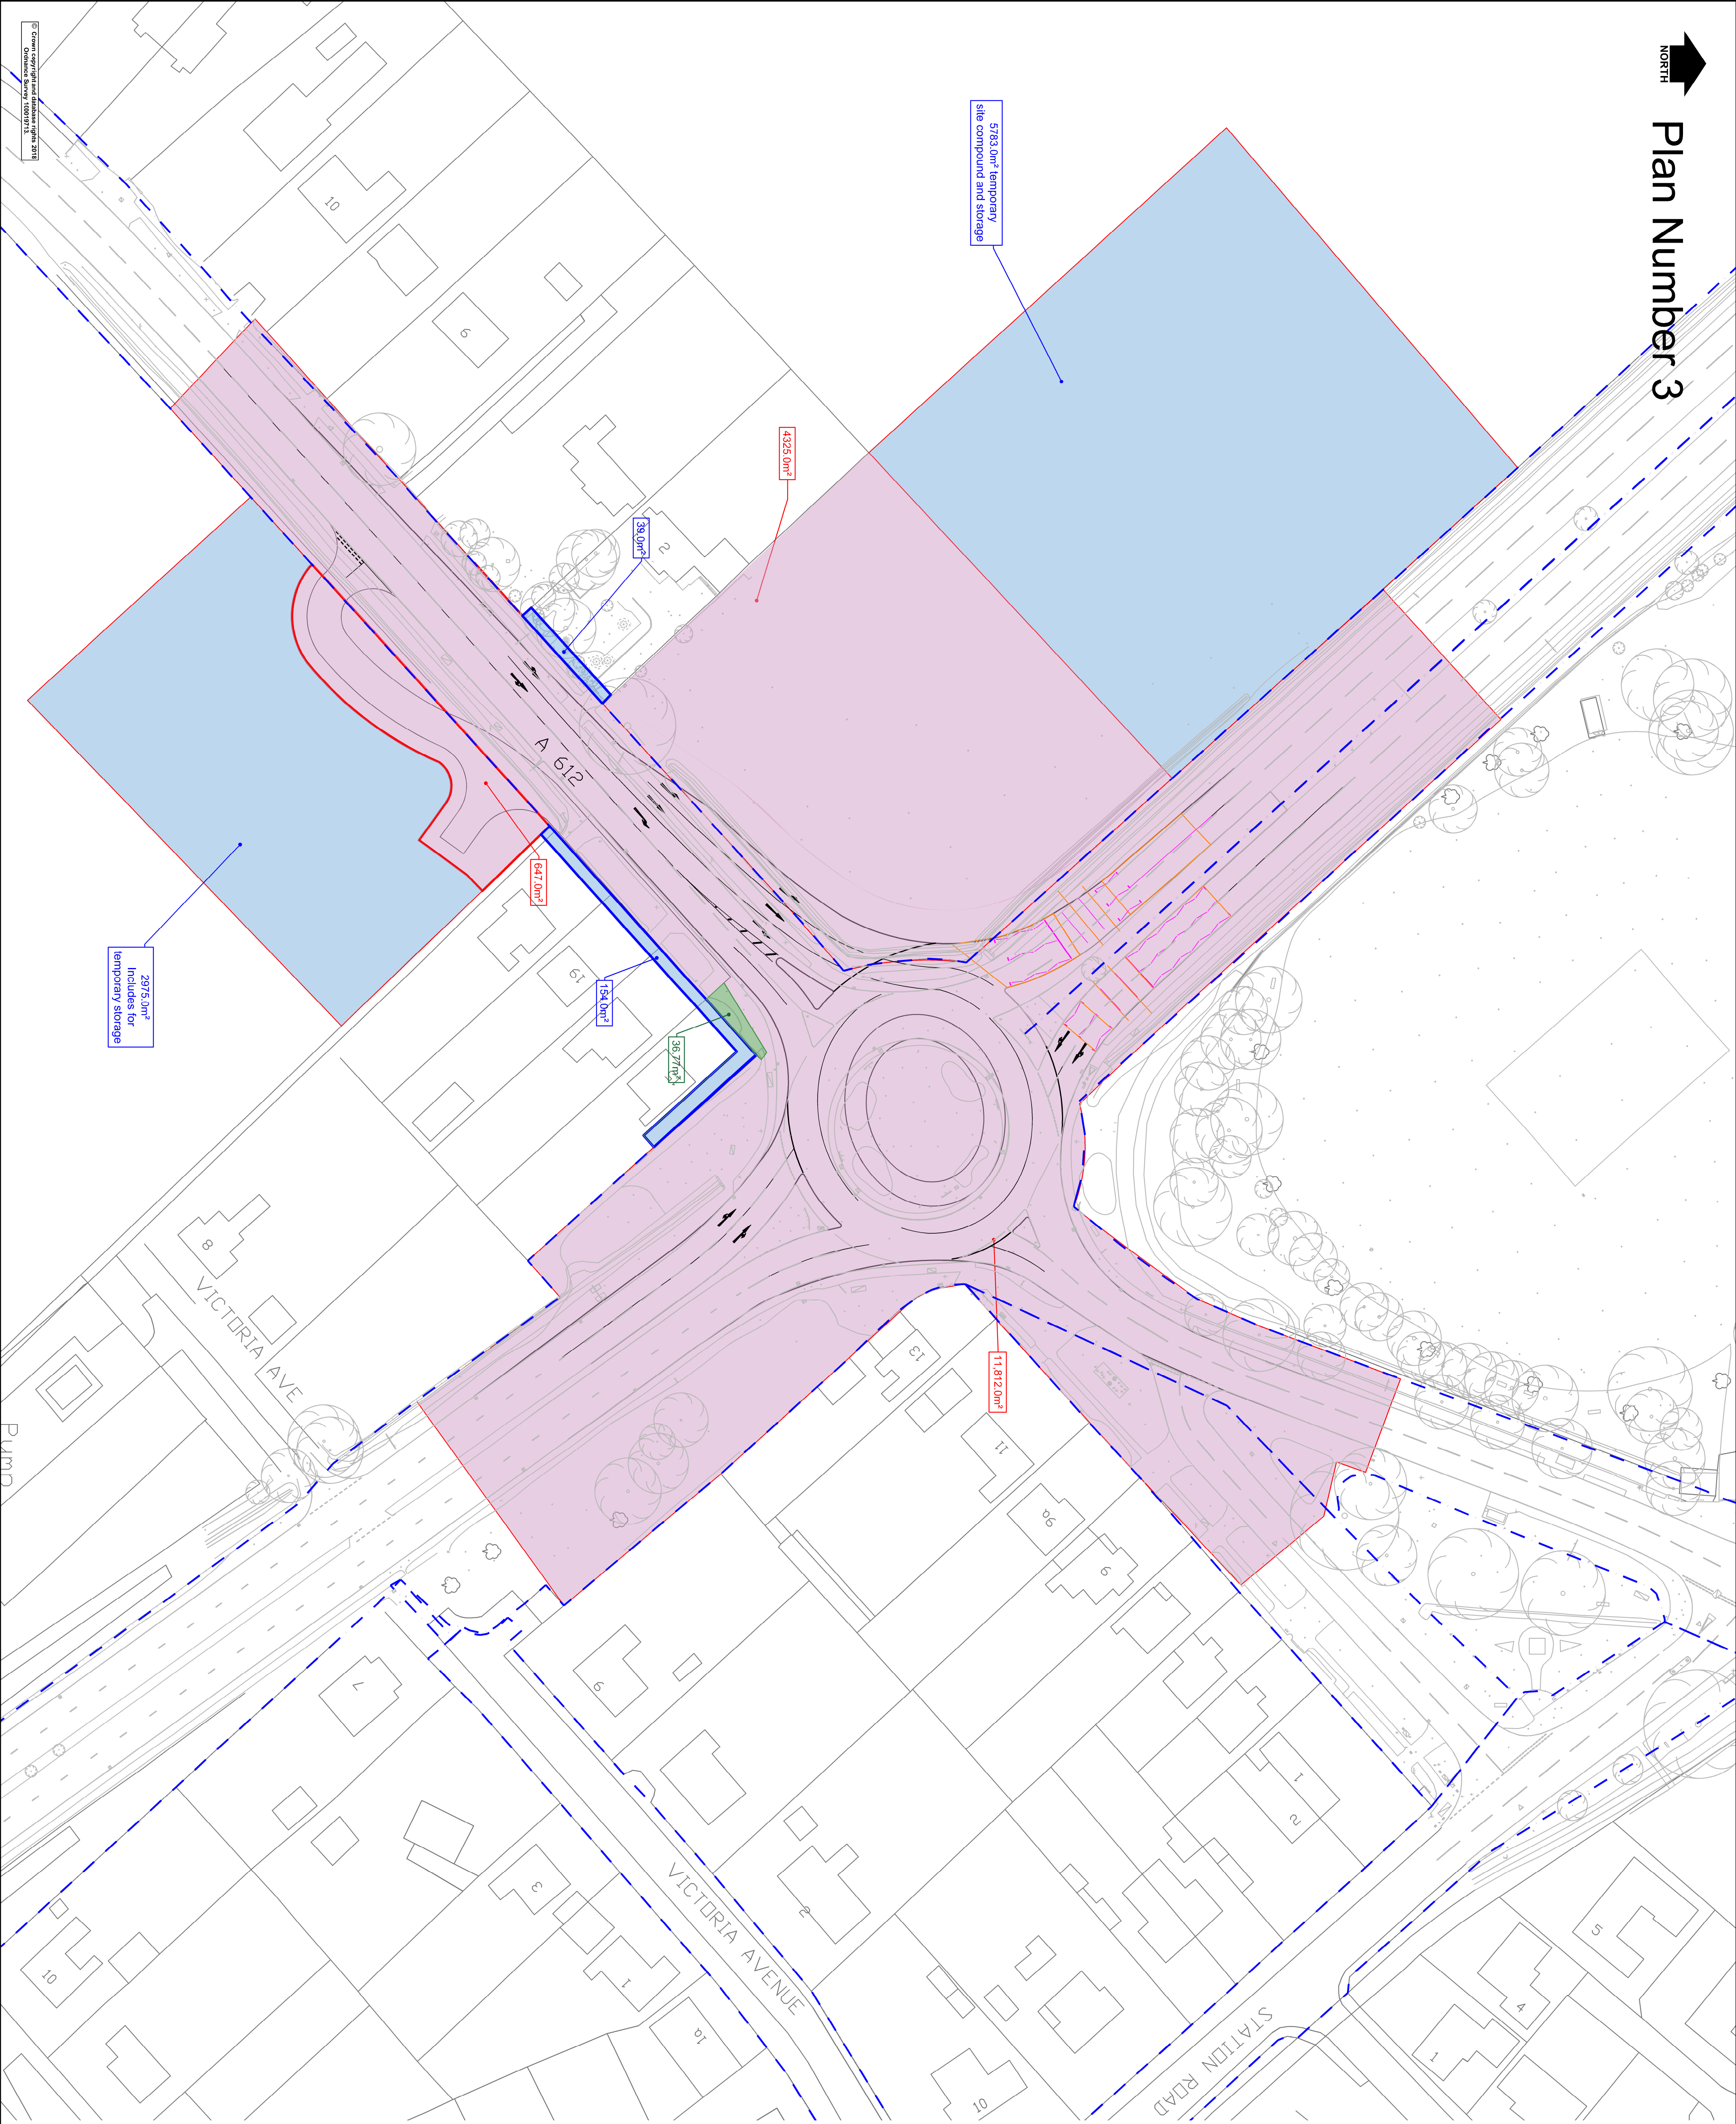 NORTH
Plan Number 3
© Crown copyright and database rights 2018
Ordnance Survey 100019713.
5783.0m² temporary
site compound and storage
4325.0m²
39.0m²
647.0m²
154.0m²
36.77m²
2975.0m²
Includes for
temporary storage
11,812.0m²
A 612
10
6
2
19
8
VICTORIA AVE
13
11
9a
9
7
9
3
1
1a
2
10
VICTORIA AVENUE
1
2
10
STATION ROAD
5
4
1
Pump